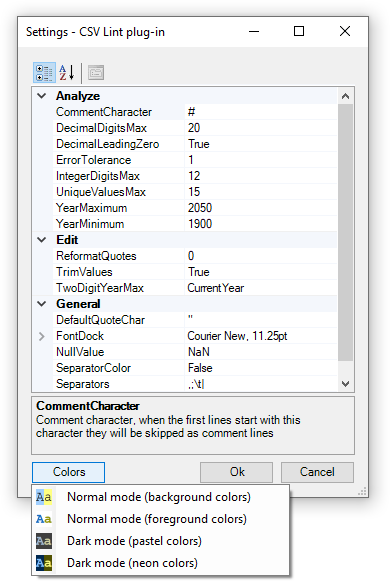 Settings - CSV Lint plug-in
A
Z
Analyze
CommentCharacter #
DecimalDigitsMax 20
DecimalLeadingZero True
ErrorTolerance 1
IntegerDigitsMax 12
UniqueValuesMax 15
YearMaximum 2050
YearMinimum 1900
Edit
ReformatQuotes 0
TrimValues True
TwoDigitYearMax CurrentYear
General
DefaultQuoteChar "
FontDock Courier New, 11.25pt
NullValue NaN
SeparatorColor False
Separators ,;\t|
CommentCharacter
Comment character, when the first lines start with this
character they will be skipped as comment lines
Colors Ok Cancel
Aa Normal mode (background colors)
Aa Normal mode (foreground colors)
Aa Dark mode (pastel colors)
Aa Dark mode (neon colors)